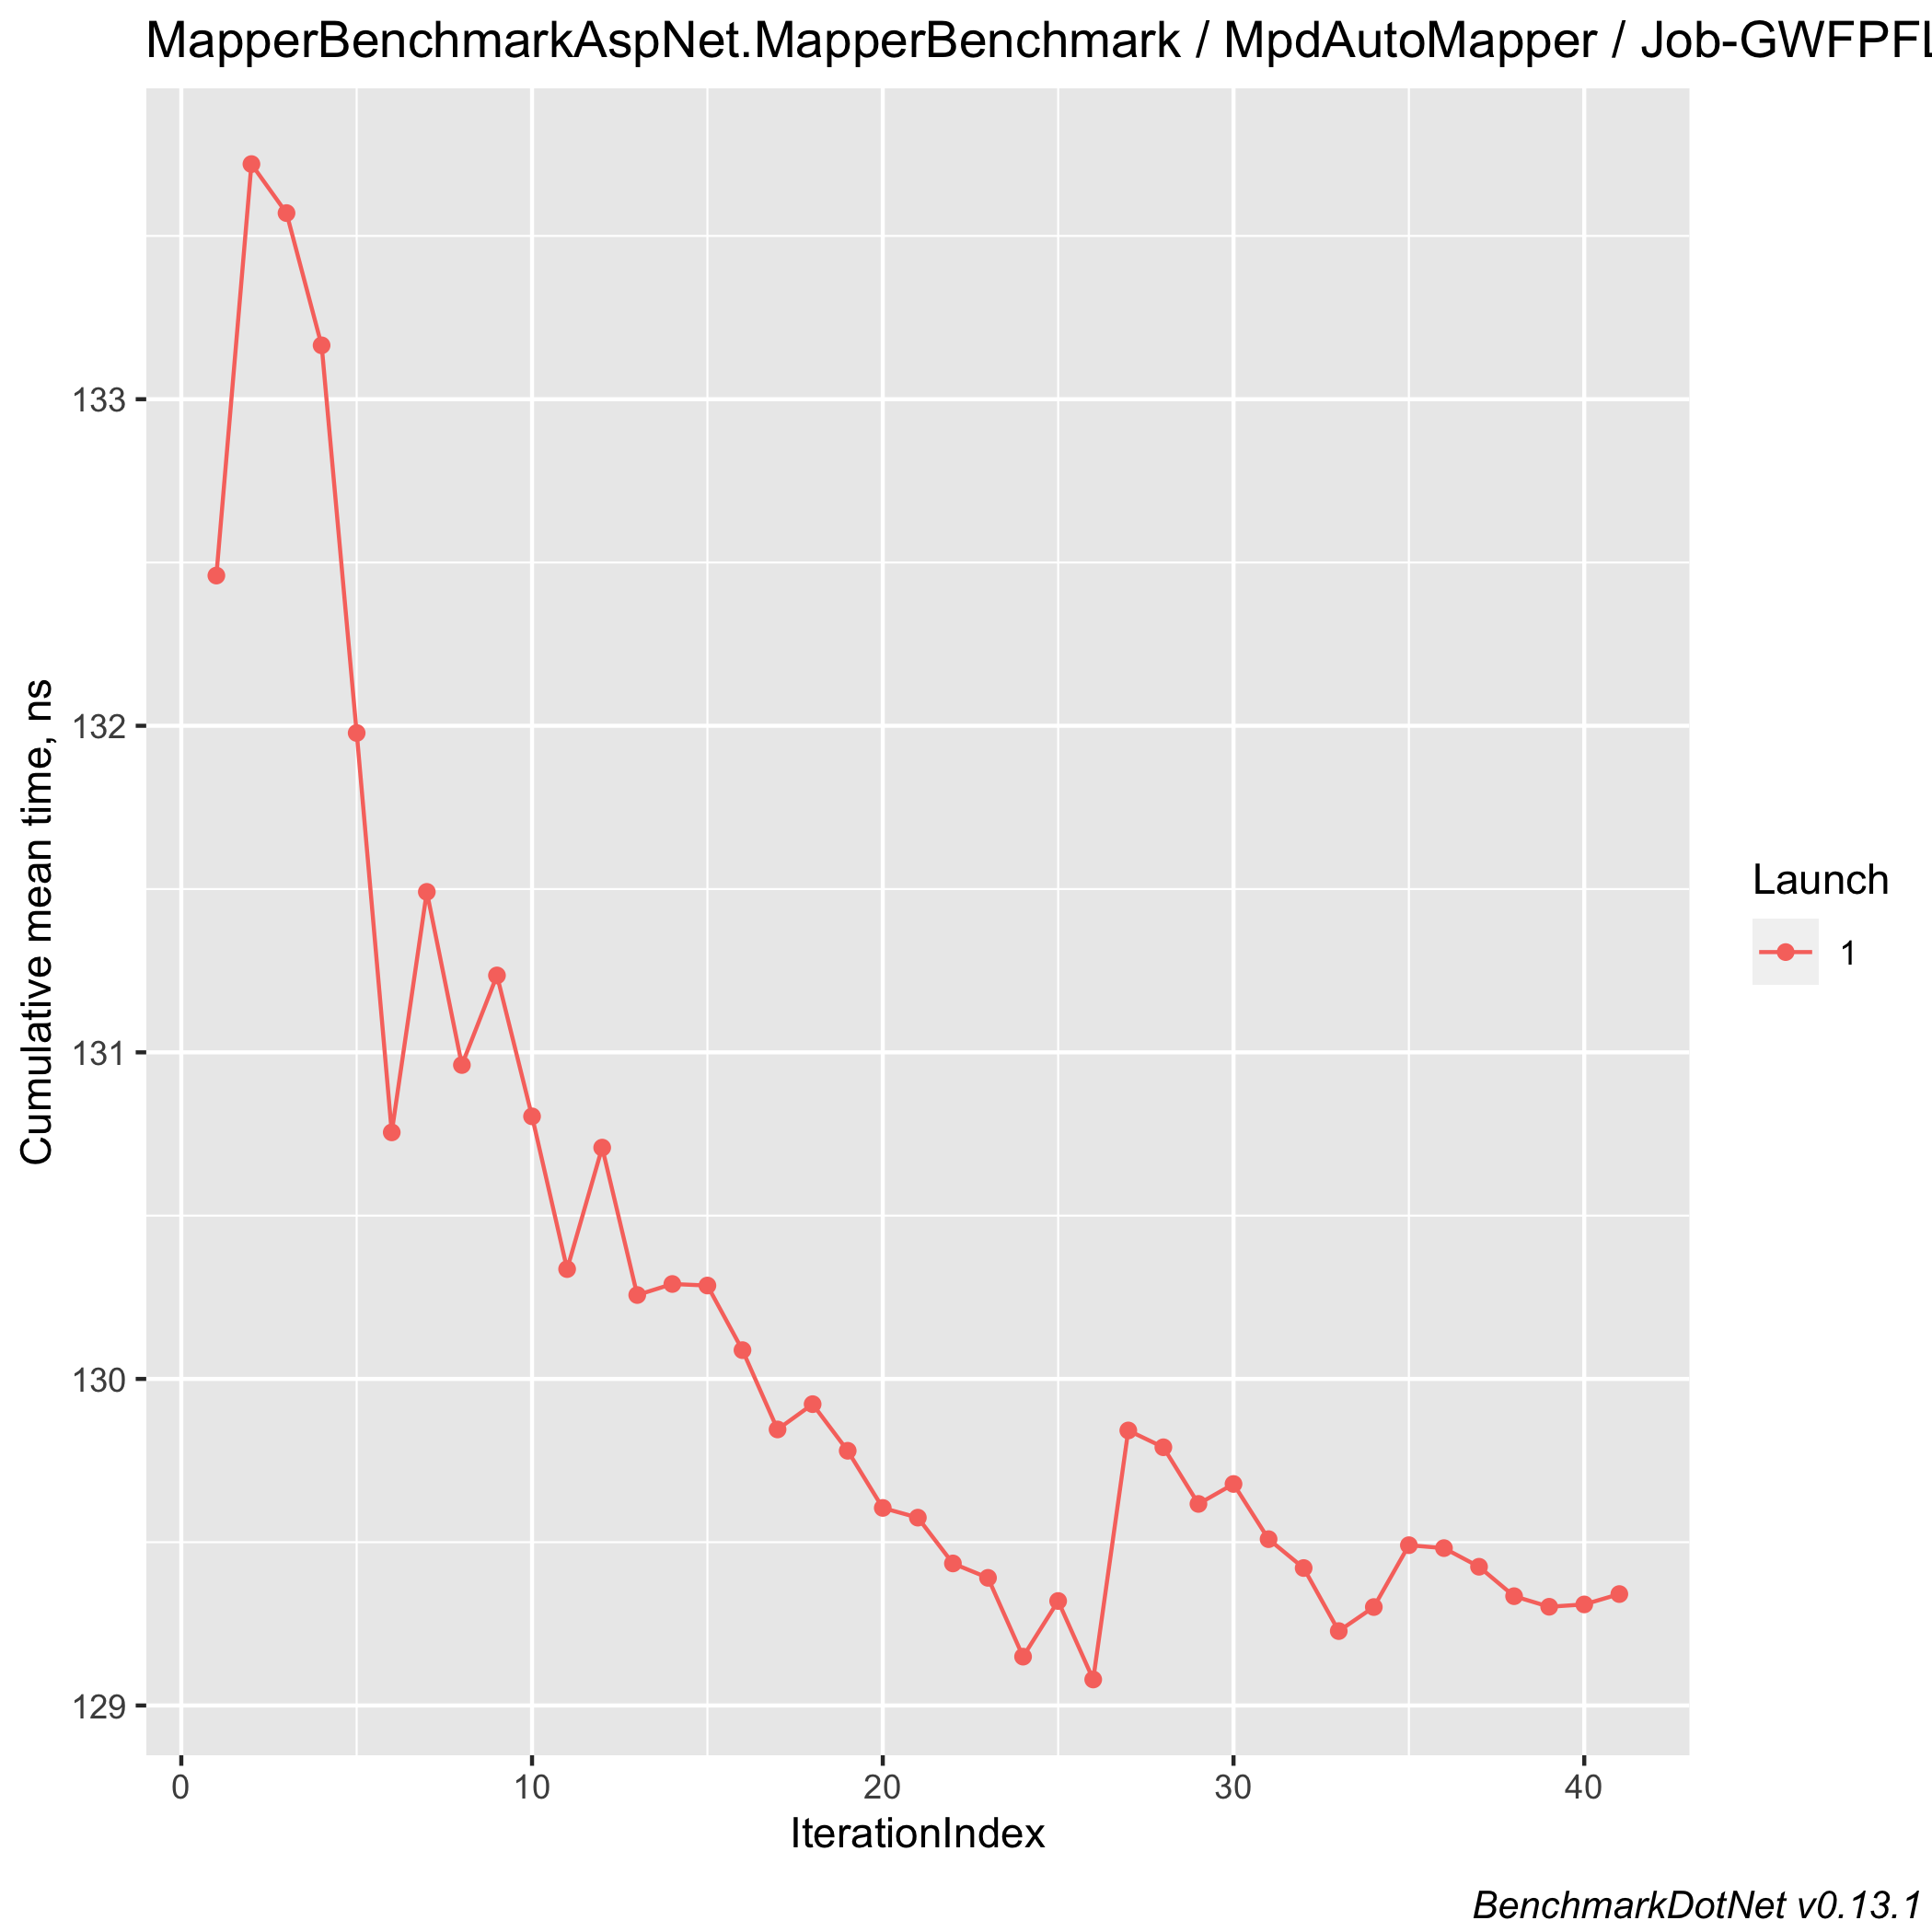 MapperBenchmarkAspNet.MapperBenchmark / MpdAutoMapper / Job-GWFPFL
Cumulative mean time, ns
133
132
131
130
129
0 10 20 30 40
IterationIndex
Launch
1
BenchmarkDotNet v0.13.1